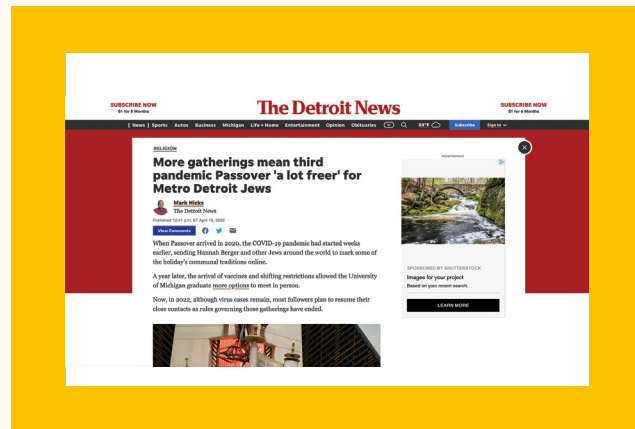 SUBSCRIBE NOW
$1 for 6 Months
The Detroit News
SUBSCRIBE NOW
$1 for 6 Months
[ News ] Sports Autos Business Michigan Life+Home Entertainment Opinion Obituaries
Subscribe Sign In
RELIGION
More gatherings mean third
pandemic Passover 'a lot freer' for
Metro Detroit Jews
Mark Hicks
The Detroit News
View Comments
When Passover arrived in 2020, the COVID-19 pandemic had started weeks
earlier, sending Hannah Berger and other Jews around the world to mark some of
the holiday's communal traditions online.
A year later, the arrival of vaccines and shifting restrictions allowed the University
of Michigan graduate more options to meet in person.
Now, in 2022, although virus cases remain, most followers plan to resume their
close contacts as rules governing those gatherings have ended.
Advertisement
SPONSORED BY SHUTTERSTOCK
Images for your project
Based on your recent search.
LEARN MORE